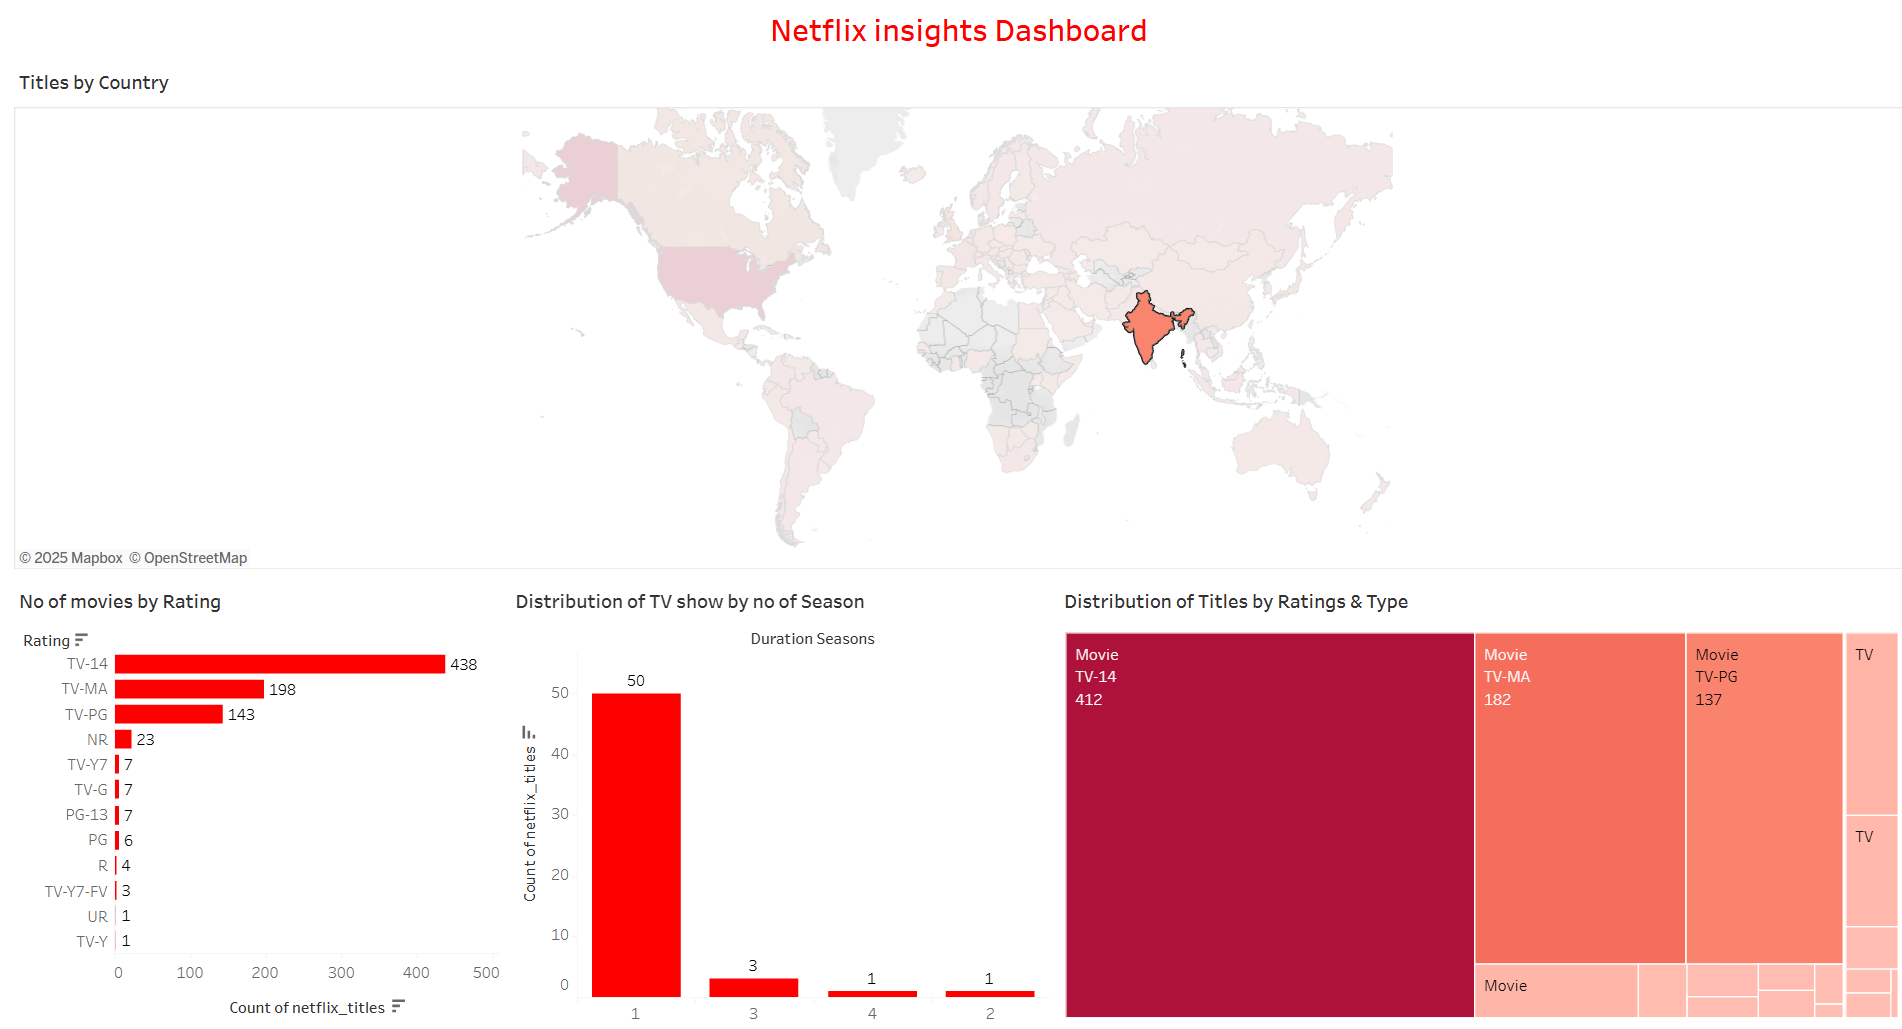 Netflix insights Dashboard
Titles by Country
© 2025 Mapbox © OpenStreetMap
No of movies by Rating
Rating
TV-14 438
TV-MA 198
TV-PG 143
NR 23
TV-Y7 7
TV-G 7
PG-13 7
PG 6
R 4
TV-Y7-FV 3
UR 1
TV-Y 1
0 100 200 300 400 500
Count of netflix_titles
Distribution of TV show by no of Season
Duration Seasons
Count of netflix_titles
50
40
30
20
10
0
50
3
1
1
1 3 4 2
Distribution of Titles by Ratings & Type
Movie
TV-14
412
Movie
TV-MA
182
Movie
TV-PG
137
TV
TV
Movie